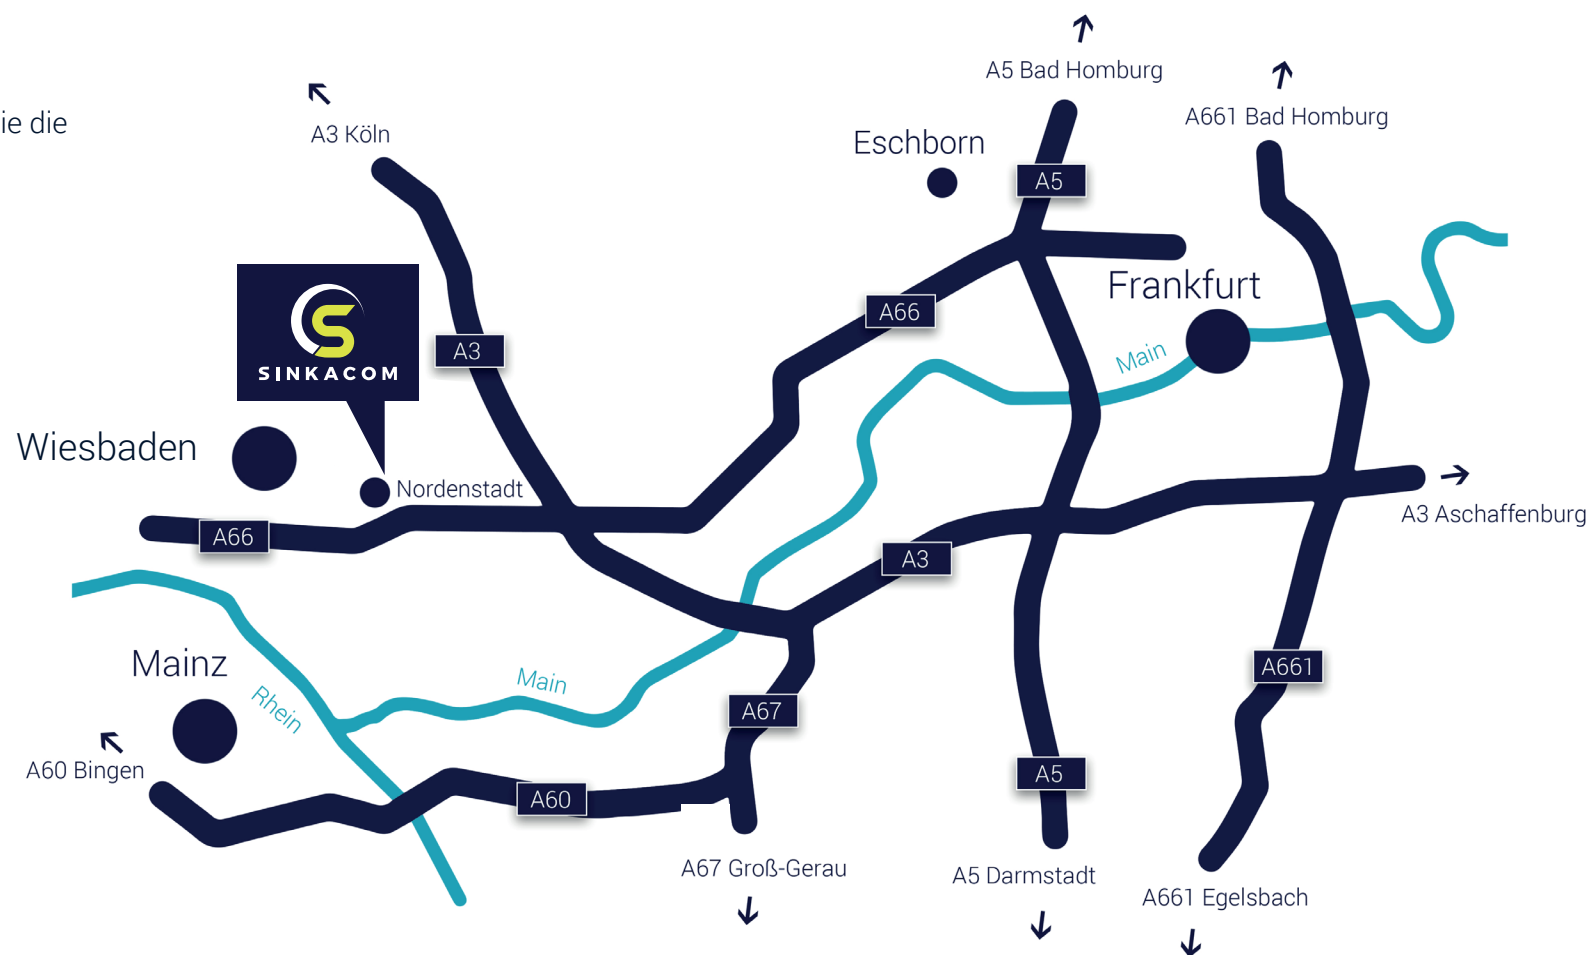 A5 Bad Homburg
A661 Bad Homburg
ie die
A3 Köln
Eschborn
A5
Frankfurt
A66
A3
SINKACOM
Main
Wiesbaden
Nordenstadt
A3 Aschaffenburg
A66
A3
Mainz
Rhein
Main
A661
A67
A60 Bingen
A5
A60
A67 Groß-Gerau
A5 Darmstadt
A661 Egelsbach